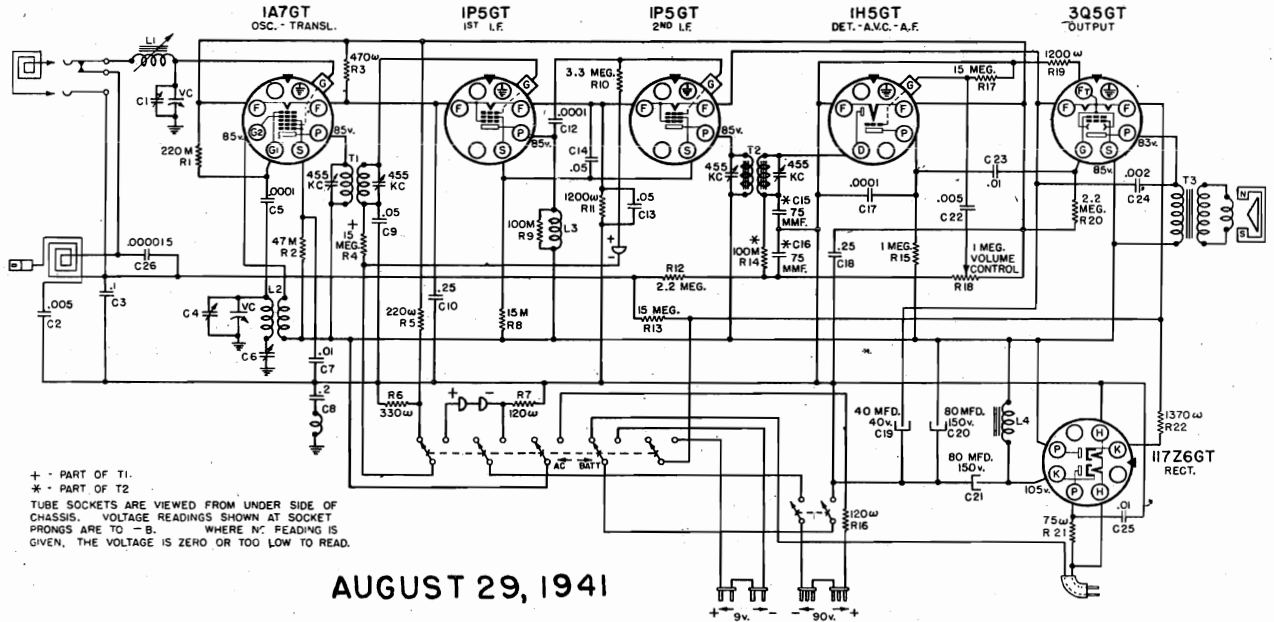 1A7GT
OSC. - TRANSL.
1P5GT
1ST I.F.
1P5GT
2ND I.F.
1H5GT
DET.-A.V.C.-A.F.
3Q5GT
OUTPUT
L1
C1
VC
470ω
R3
G
F
F
G2
P
G1
S
85v.
85v.
220 M
R1
.0001
C5
47 M
R2
T1
455
KC
455
KC
+
15
MEG.
R4
.05
C9
G
F
F
P
S
85v.
3.3 MEG.
R10
.0001
C12
C14
.05
1200ω
R11
.05
C13
100M
R9
L3
+
-
G
F
F
P
S
85v.
T2
455
KC
455
KC
* C15
75
MMF.
* C16
75
MMF.
*
100M
R14
G
F
F
D
P
15 MEG.
R17
.0001
C17
.25
C18
1 MEG.
R15
.005
C22
C23
.01
1 MEG.
VOLUME
CONTROL
R18
1200ω
R19
FT
F
F
G
P
S
83v.
85v.
2.2
MEG.
R20
.002
C24
T3
N
S
.000015
C26
.005
C2
.1
C3
C4
VC
L2
C6
.01
C7
.2
C8
220ω
R5
.25
C10
15M
R8
R12
2.2 MEG.
15 MEG.
R13
R6
330ω
+
-
R7
120ω
AC
BATT
40 MFD.
40v.
C19
80 MFD.
150v.
C20
L4
80 MFD.
150v.
C21
1370ω
R22
P
H
K
K
P
H
117Z6GT
RECT.
105v.
75ω
R21
.01
C25
120ω
R16
+ 9v. -
- 90v. +
+ - PART OF T1.
* - PART OF T2
TUBE SOCKETS ARE VIEWED FROM UNDER SIDE OF
CHASSIS. VOLTAGE READINGS SHOWN AT SOCKET
PRONGS ARE TO -B. WHERE READING IS
GIVEN, THE VOLTAGE IS ZERO OR TOO LOW TO READ.
AUGUST 29, 1941